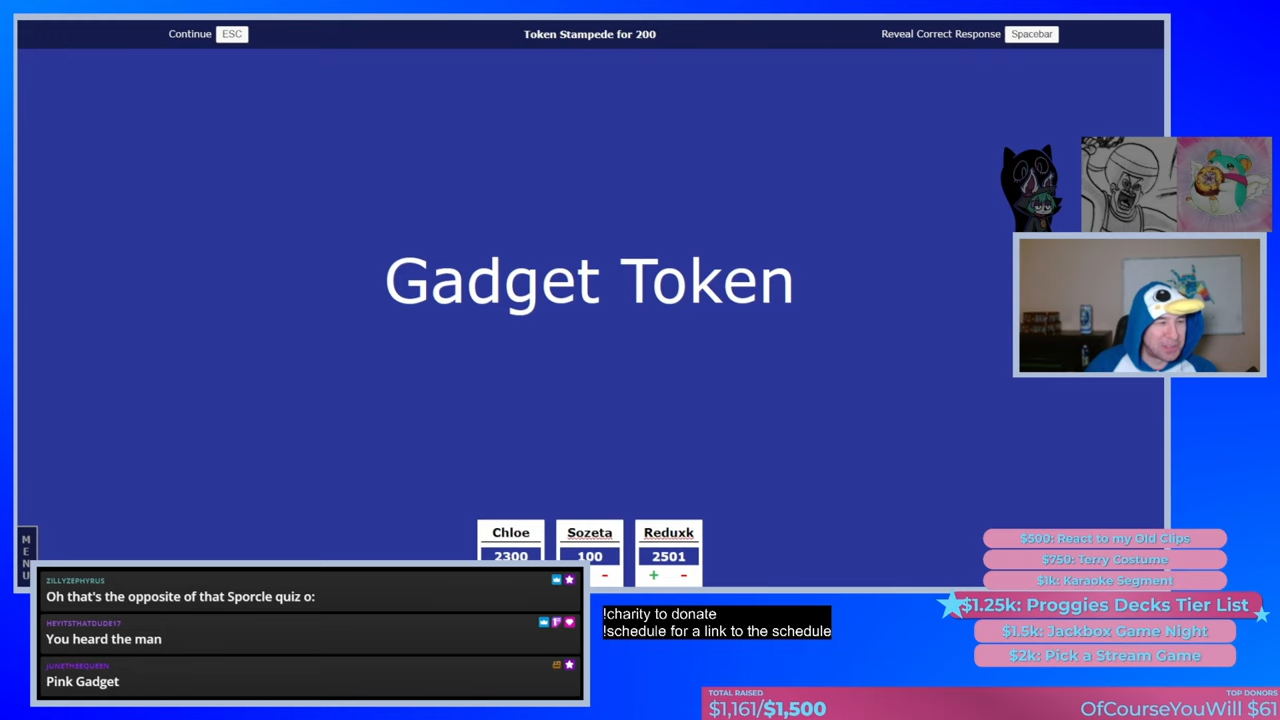 Continue ESC
Token Stampede for 200
Reveal Correct Response Spacebar
Gadget Token
MENU
Chloe
2300
Sozeta
100
-
Reduxk
2501
+ -
ZILLYZEPHYRUS
Oh that's the opposite of that Sporcle quiz o:
HEYITSTHATDUDE17
You heard the man
JUNETHEEQUEEN
Pink Gadget
!charity to donate
!schedule for a link to the schedule
$500: React to my Old Clips
$750: Terry Costume
$1k: Karaoke Segment
$1.25k: Proggies Decks Tier List
$1.5k: Jackbox Game Night
$2k: Pick a Stream Game
TOTAL RAISED
$1,161/$1,500
TOP DONORS
OfCourseYouWill $61